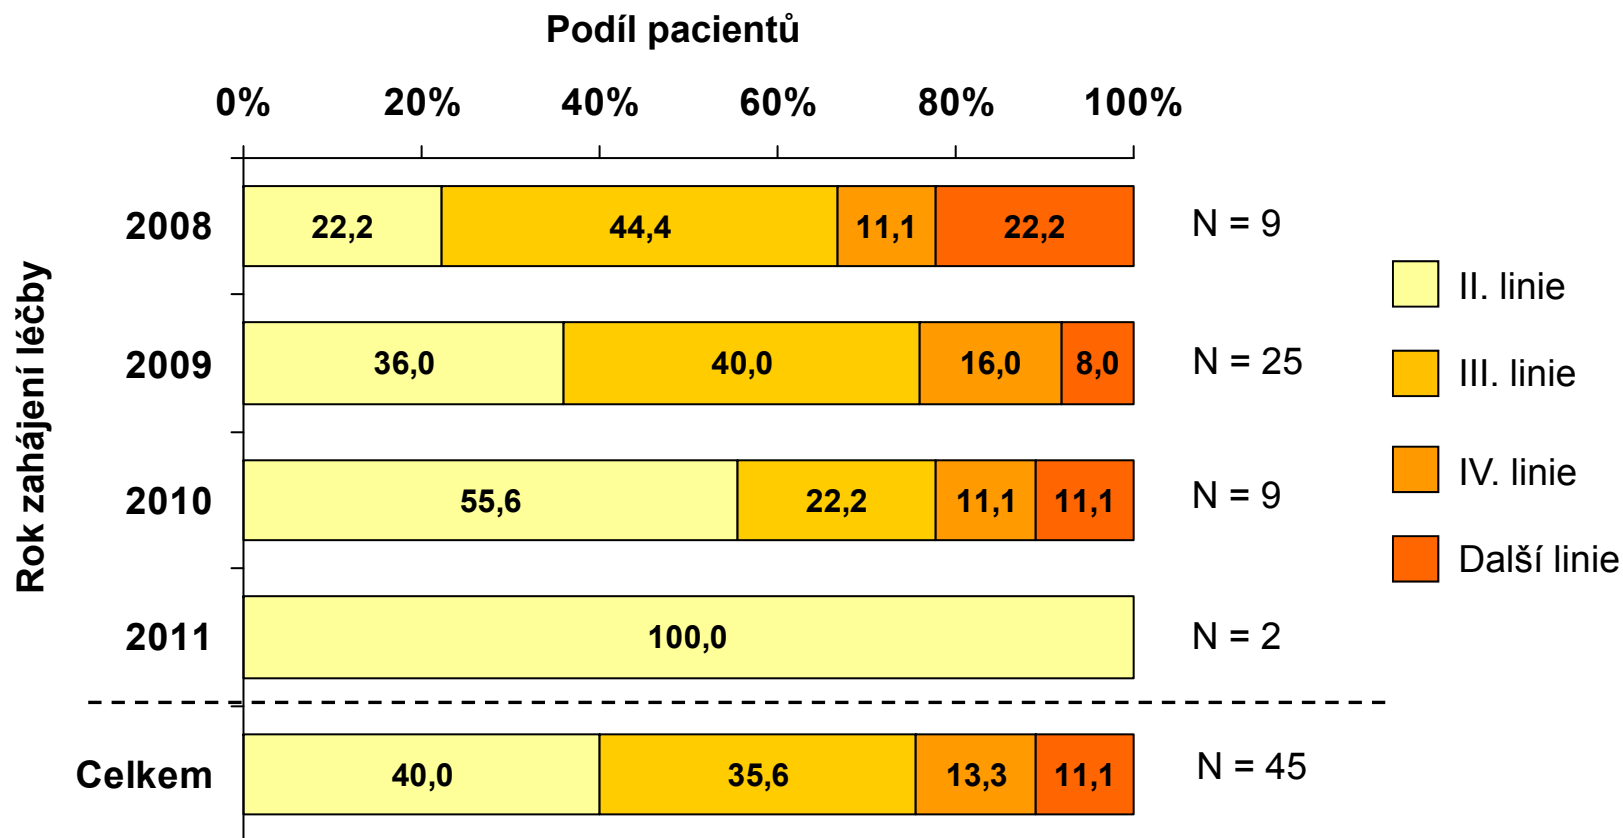 Podíl pacientů
0% 20% 40% 60% 80% 100%
Rok zahájení léčby
2008 22,2 44,4 11,1 22,2 N = 9
2009 36,0 40,0 16,0 8,0 N = 25
2010 55,6 22,2 11,1 11,1 N = 9
2011 100,0 N = 2
Celkem 40,0 35,6 13,3 11,1 N = 45
II. linie
III. linie
IV. linie
Další linie